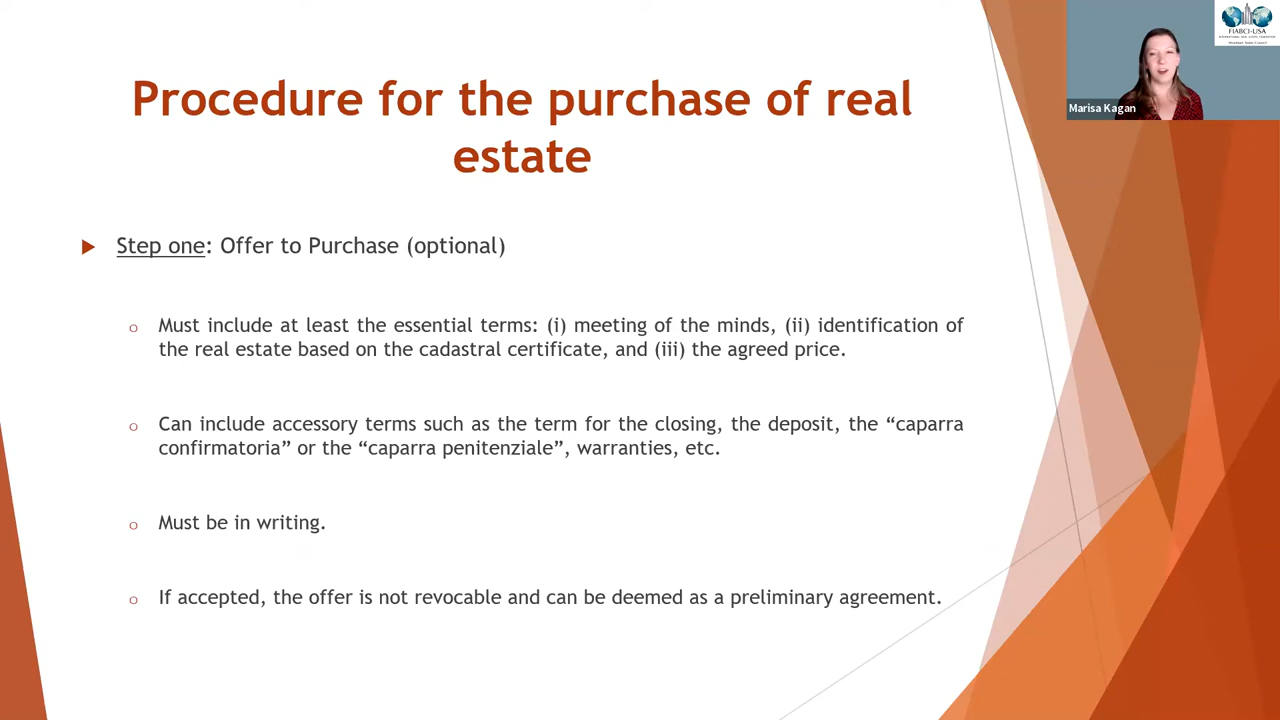 FIABCI-USA
Marisa Kagan
Procedure for the purchase of real
estate
Step one: Offer to Purchase (optional)
o Must include at least the essential terms: (i) meeting of the minds, (ii) identification of
the real estate based on the cadastral certificate, and (iii) the agreed price.
o Can include accessory terms such as the term for the closing, the deposit, the “caparra
confirmatoria” or the “caparra penitenziale”, warranties, etc.
o Must be in writing.
o If accepted, the offer is not revocable and can be deemed as a preliminary agreement.